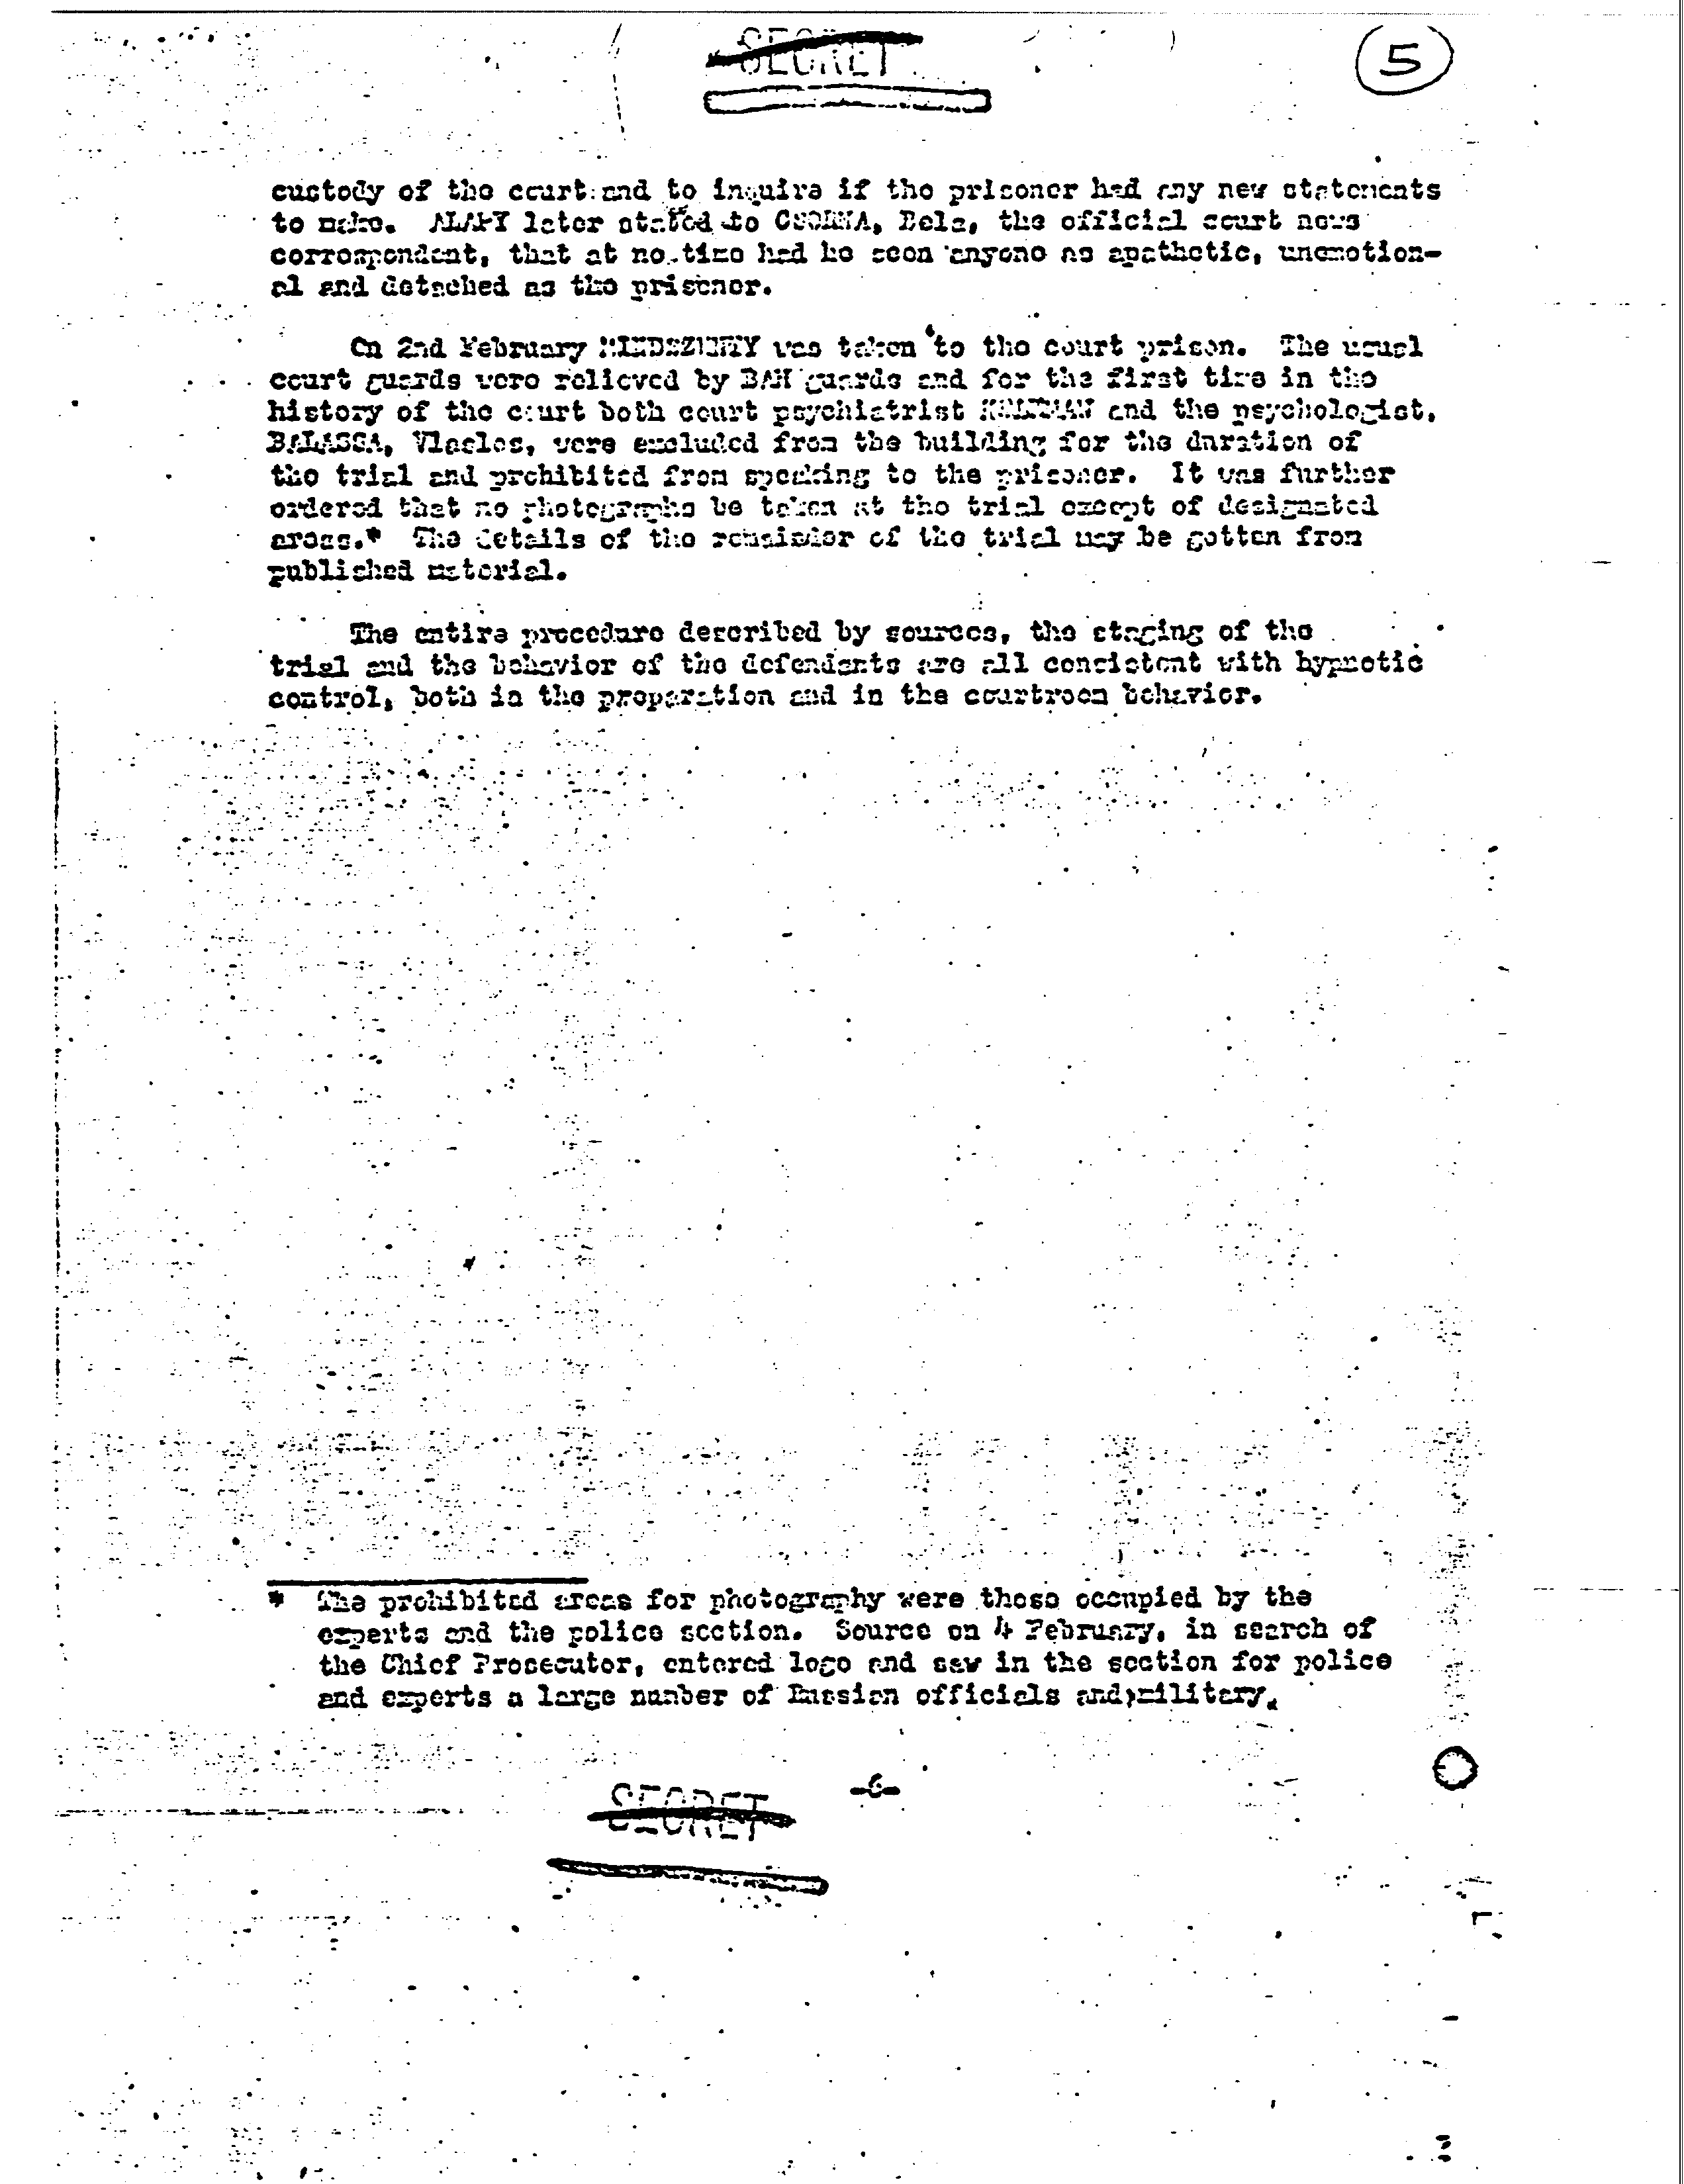 SECRET
5
custody of the court and to inquire if the prisoner had any new statements
to make. ALAPY later stated to CSORNA, Bela, the official court news
correspondent, that at no time had he seen anyone as apathetic, unemotion-
al and detached as the prisoner.
On 2nd February MINDSZENTY was taken to the court prison. The usual
court guards were relieved by BAH guards and for the first time in the
history of the court both court psychiatrist and the psychologist,
BALASSA, were excluded from the building for the duration of
the trial and prohibited from speaking to the prisoner. It was further
ordered that no photographs be taken at the trial except of designated
areas.* The details of the remainder of the trial may be gotten from
published material.
The entire procedure described by sources, the staging of the
trial and the behavior of the defendants are all consistent with hypnotic
control, both in the preparation and in the courtroom behavior.
* The prohibited areas for photography were those occupied by the
experts and the police section. Source on 4 February, in search of
the Chief Prosecutor, entered loge and saw in the section for police
and experts a large number of Russian officials and military.
-6-
SECRET